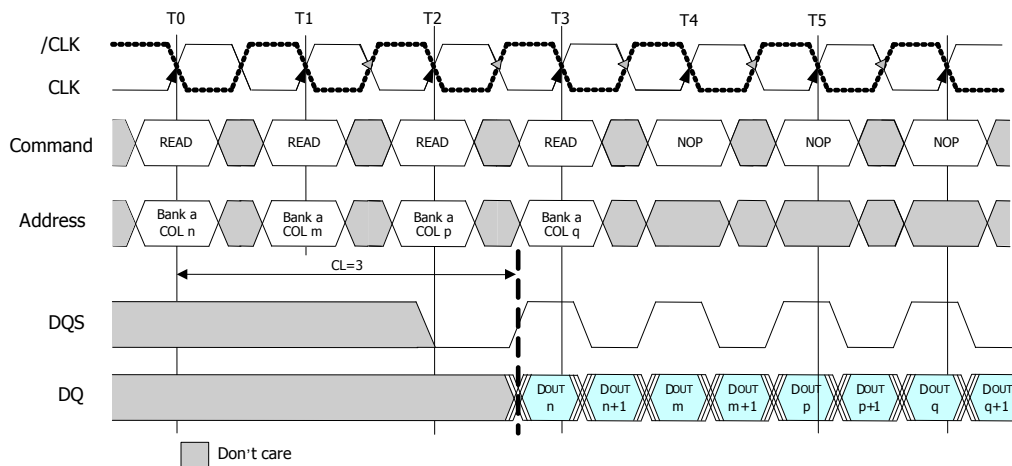 T0 T1 T2 T3 T4 T5
/CLK
CLK
Command READ READ READ READ NOP NOP NOP
Address Bank a COL n Bank a COL m Bank a COL p Bank a COL q
CL=3
DQS
DQ DOUT n DOUT n+1 DOUT m DOUT m+1 DOUT p DOUT p+1 DOUT q DOUT q+1
Don't care